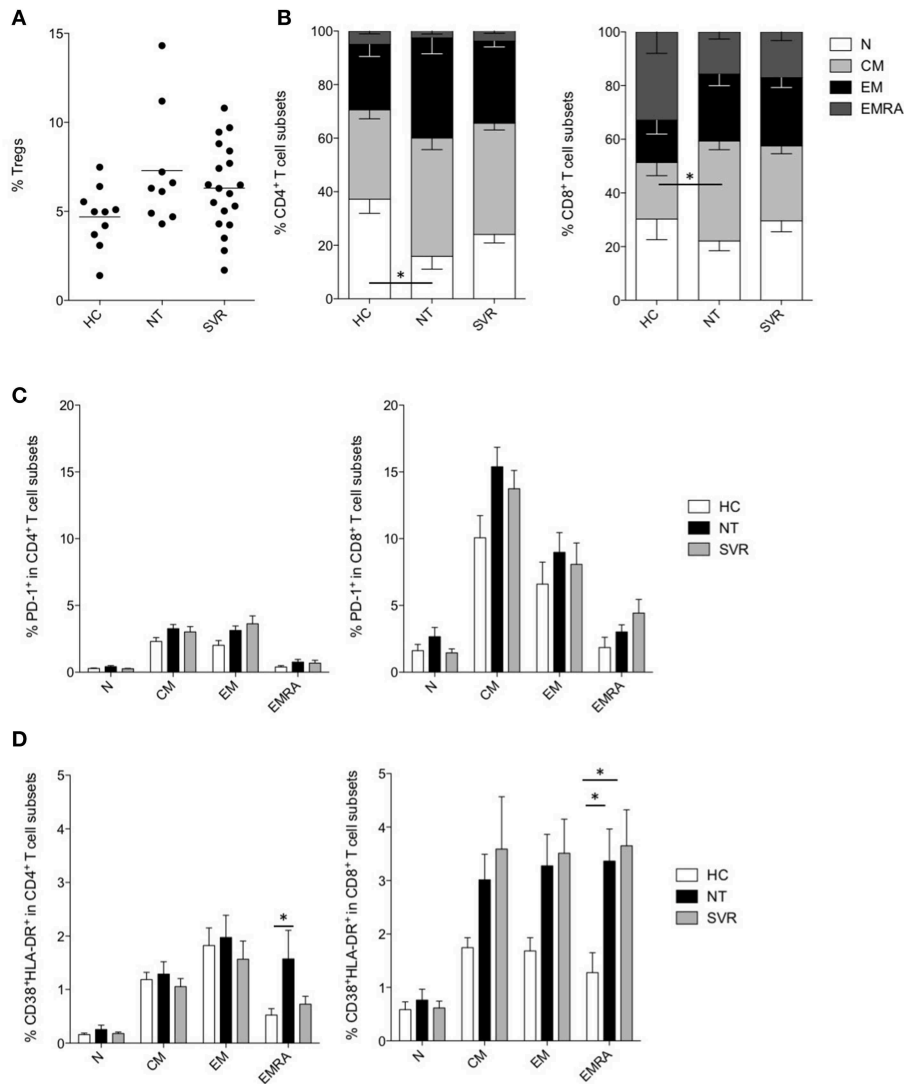 A
% Tregs
15
10
5
0
HC
NT
SVR
B
% CD4⁺ T cell subsets
100
80
60
40
20
0
*
HC
NT
SVR
% CD8⁺ T cell subsets
100
80
60
40
20
0
*
HC
NT
SVR
N
CM
EM
EMRA
C
% PD-1⁺ in CD4⁺ T cell subsets
20
15
10
5
0
N
CM
EM
EMRA
% PD-1⁺ in CD8⁺ T cell subsets
20
15
10
5
0
N
CM
EM
EMRA
HC
NT
SVR
D
% CD38⁺HLA-DR⁺ in CD4⁺ T cell subsets
5
4
3
2
1
0
*
N
CM
EM
EMRA
% CD38⁺HLA-DR⁺ in CD8⁺ T cell subsets
5
4
3
2
1
0
*
*
N
CM
EM
EMRA
HC
NT
SVR